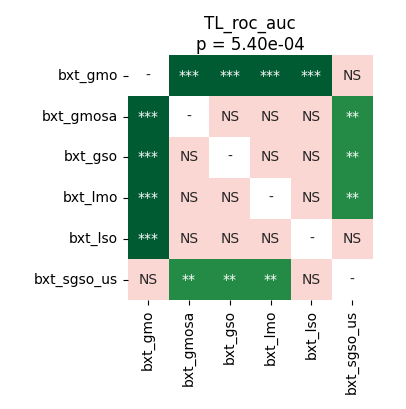 TL_roc_auc
p = 5.40e-04
bxt_gmo - *** *** *** *** NS
bxt_gmosa *** - NS NS NS **
bxt_gso *** NS - NS NS **
bxt_lmo *** NS NS - NS **
bxt_lso *** NS NS NS - NS
bxt_sgso_us NS ** ** ** NS -
bxt_gmo
bxt_gmosa
bxt_gso
bxt_lmo
bxt_lso
bxt_sgso_us